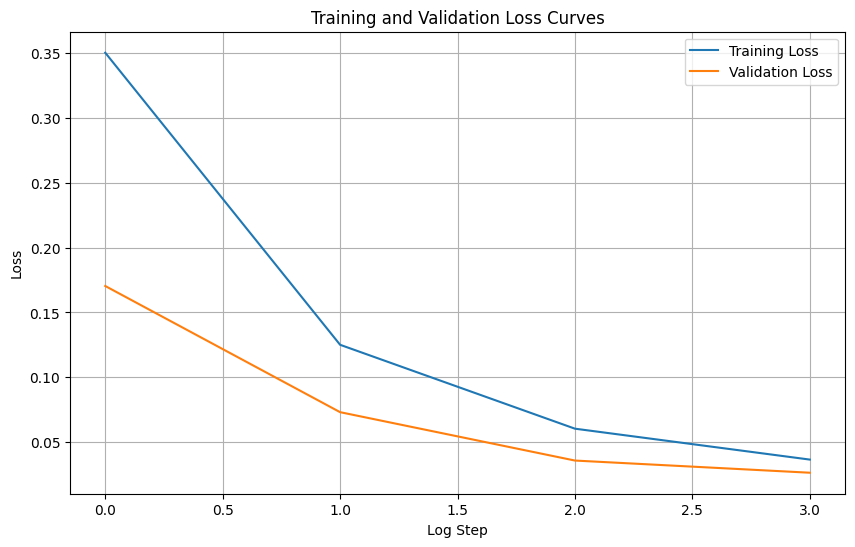 Training and Validation Loss Curves
Training Loss
Validation Loss
0.35
0.30
0.25
0.20
0.15
0.10
0.05
Loss
0.0 0.5 1.0 1.5 2.0 2.5 3.0
Log Step